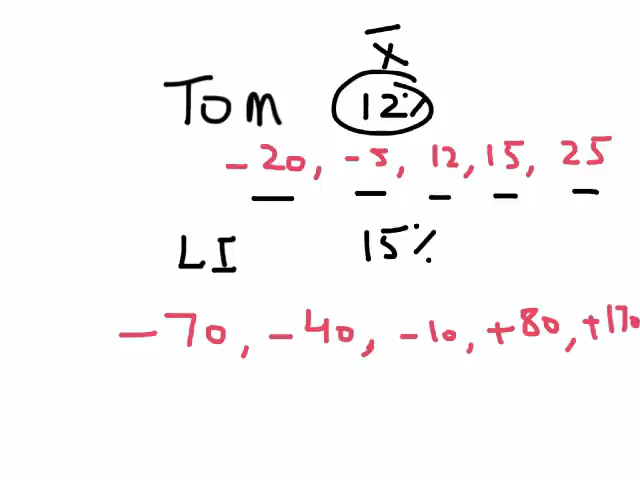 x̄
Tom 12%
-20, -5, 12, 15, 25
LI 15%
-70, -40, -10, +80, +170